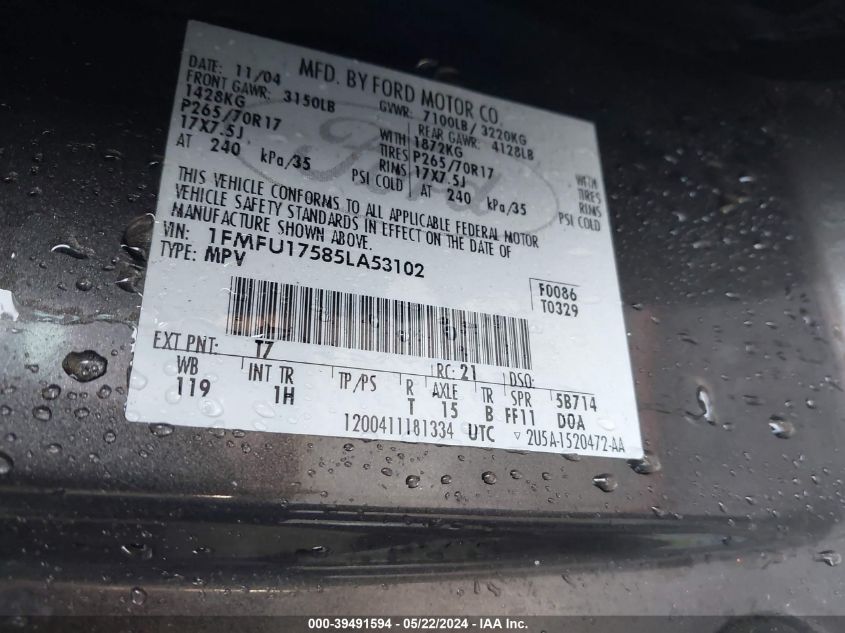 MFD. BY FORD MOTOR CO.
DATE: 11/04 GVWR: 7100LB/ 3220KG
FRONT GAWR: 3150LB REAR GAWR: 4128LB
1428KG WITH 1872KG WITH
P265/70R17 TIRES P265/70R17 TIRES
17X7.5J RIMS 17X7.5J RIMS
AT 240 kPa/35 PSI COLD AT 240 kPa/35 PSI COLD
THIS VEHICLE CONFORMS TO ALL APPLICABLE FEDERAL MOTOR
VEHICLE SAFETY STANDARDS IN EFFECT ON THE DATE OF
MANUFACTURE SHOWN ABOVE.
VIN: 1FMFU17585LA53102
TYPE: MPV
F0086
T0329
EXT PNT: T7 RC: 21 DSO:
WB INT TR TP/PS R AXLE TR SPR 5B714
119 1H T 15 B FF11 DOA
1200411181334 UTC ▽ 2U5A-1520472-AA
Ford
000-39491594 - 05/22/2024 - IAA Inc.